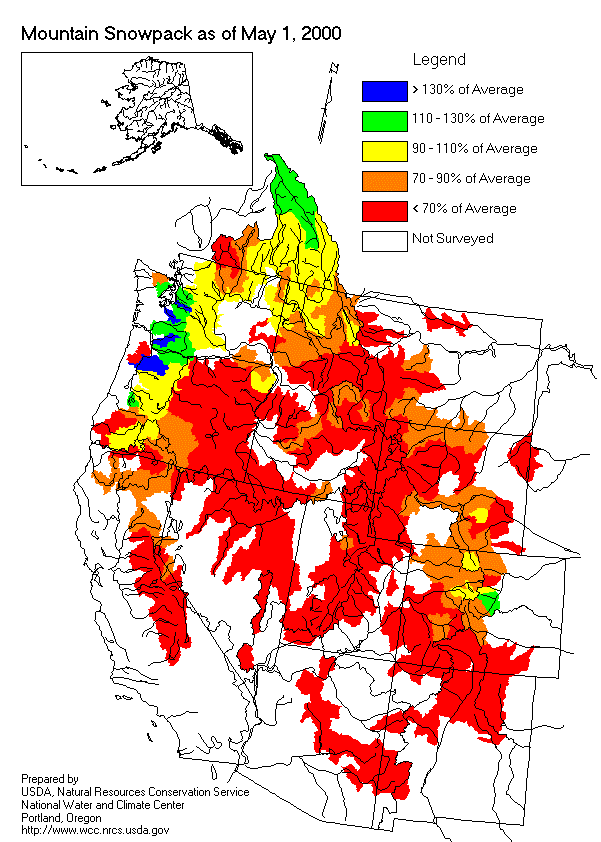 Mountain Snowpack as of May 1, 2000
Legend
> 130% of Average
110 - 130% of Average
90 - 110% of Average
70 - 90% of Average
< 70% of Average
Not Surveyed
Prepared by
USDA, Natural Resources Conservation Service
National Water and Climate Center
Portland, Oregon
http://www.wcc.nrcs.usda.gov